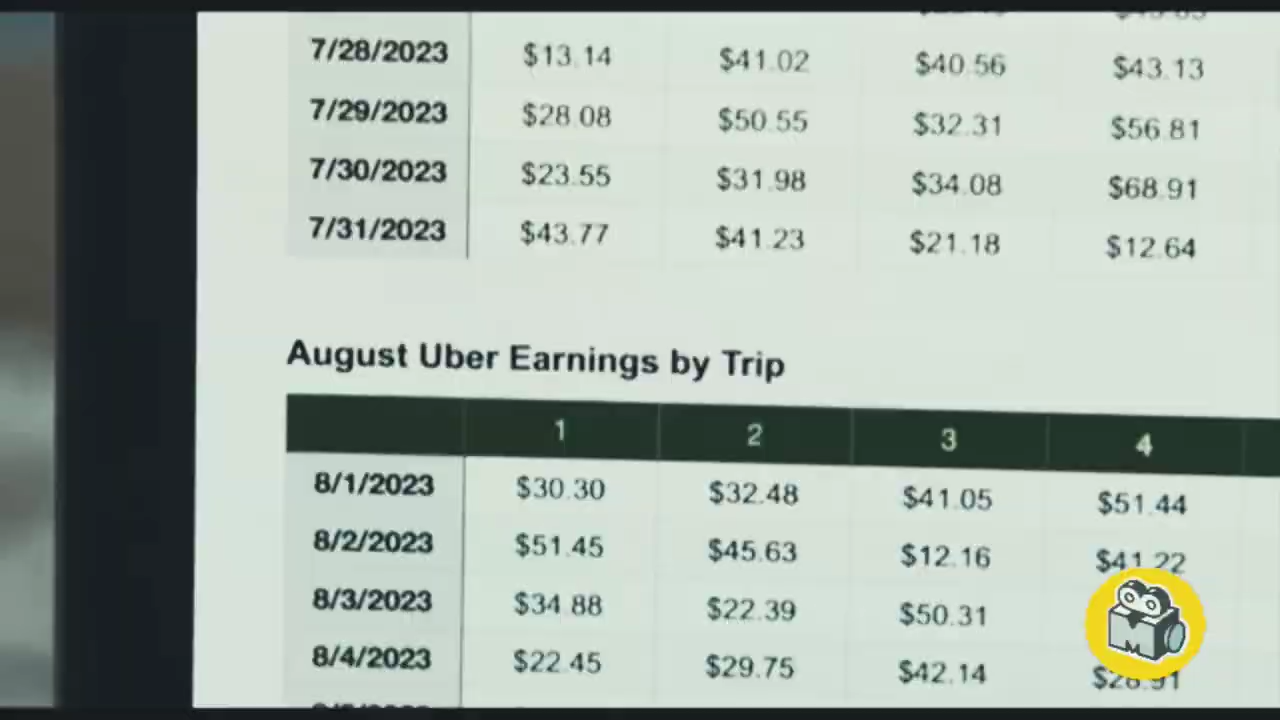 7/28/2023 $13.14 $41.02 $40.56 $43.13
7/29/2023 $28.08 $50.55 $32.31 $56.81
7/30/2023 $23.55 $31.98 $34.08 $68.91
7/31/2023 $43.77 $41.23 $21.18 $12.64
August Uber Earnings by Trip
1 2 3 4
8/1/2023 $30.30 $32.48 $41.05 $51.44
8/2/2023 $51.45 $45.63 $12.16 $41.22
8/3/2023 $34.88 $22.39 $50.31
8/4/2023 $22.45 $29.75 $42.14
M